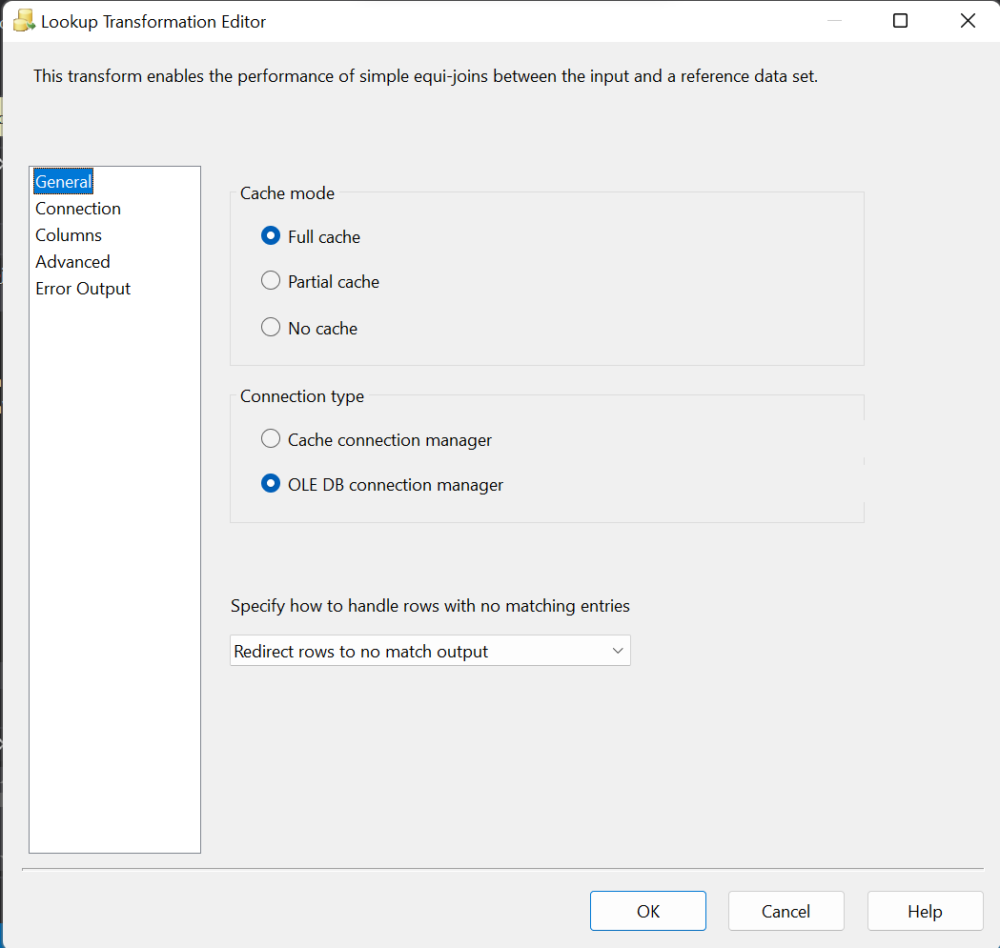 Lookup Transformation Editor
This transform enables the performance of simple equi-joins between the input and a reference data set.
General
Connection
Columns
Advanced
Error Output
Cache mode
Full cache
Partial cache
No cache
Connection type
Cache connection manager
OLE DB connection manager
Specify how to handle rows with no matching entries
Redirect rows to no match output
OK
Cancel
Help